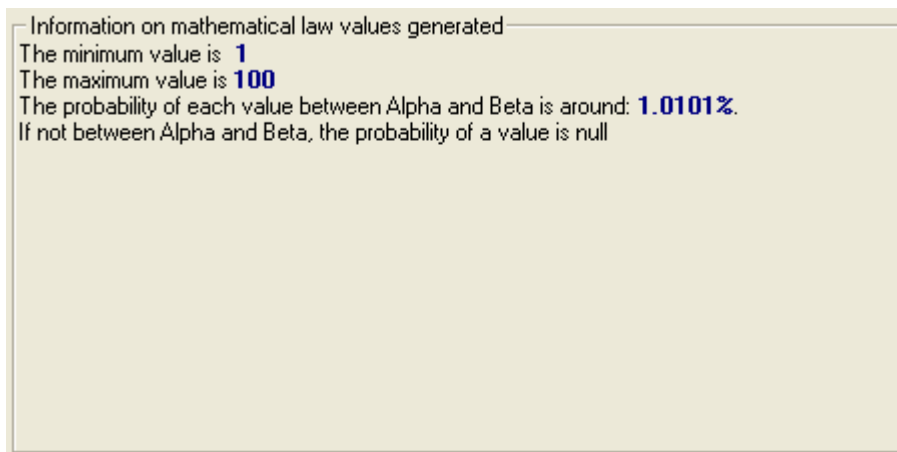 Information on mathematical law values generated
The minimum value is 1
The maximum value is 100
The probability of each value between Alpha and Beta is around: 1.0101%.
If not between Alpha and Beta, the probability of a value is null